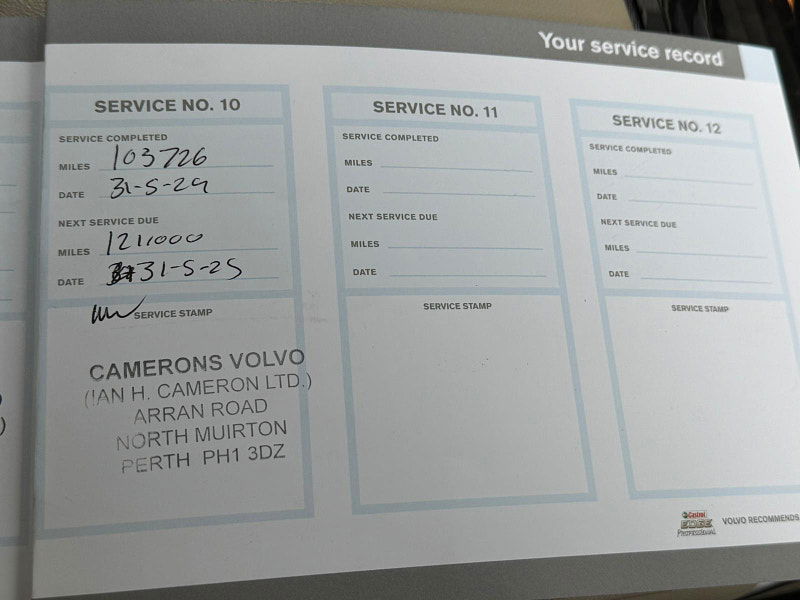 Your service record
SERVICE NO. 10
SERVICE COMPLETED
MILES 103726
DATE 31-5-24
NEXT SERVICE DUE
MILES 121,000
DATE 31-5-25
SERVICE STAMP
CAMERONS VOLVO
(IAN H. CAMERON LTD.)
ARRAN ROAD
NORTH MUIRTON
PERTH PH1 3DZ
SERVICE NO. 11
SERVICE COMPLETED
MILES
DATE
NEXT SERVICE DUE
MILES
DATE
SERVICE STAMP
SERVICE NO. 12
SERVICE COMPLETED
MILES
DATE
NEXT SERVICE DUE
MILES
DATE
SERVICE STAMP
Castrol
EDGE
Professional
VOLVO RECOMMENDS